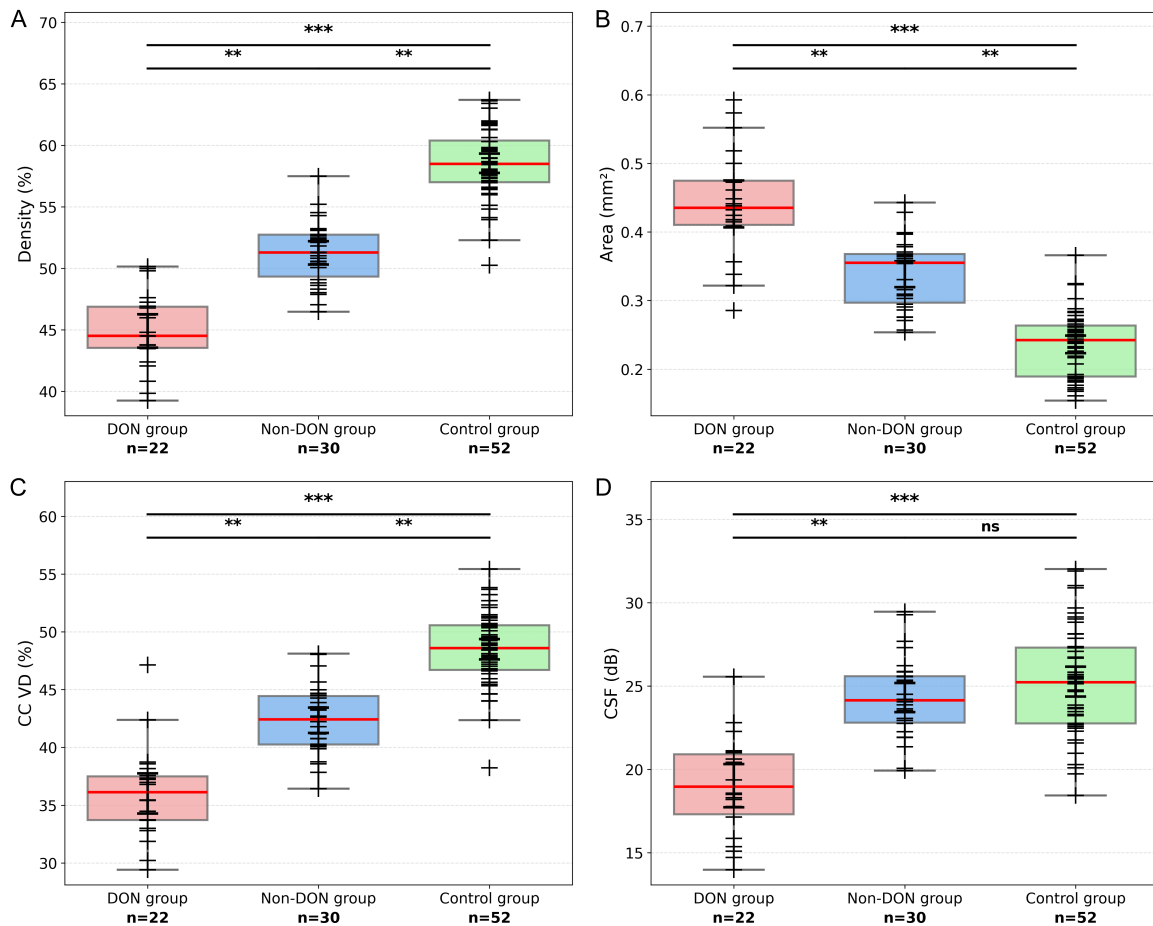 A
Density (%)
70
65
60
55
50
45
40
***
** **
DON group Non-DON group Control group
n=22 n=30 n=52
B
Area (mm²)
0.7
0.6
0.5
0.4
0.3
0.2
***
** **
DON group Non-DON group Control group
n=22 n=30 n=52
C
CC VD (%)
60
55
50
45
40
35
30
***
** **
DON group Non-DON group Control group
n=22 n=30 n=52
D
CSF (dB)
35
30
25
20
15
***
** ns
DON group Non-DON group Control group
n=22 n=30 n=52